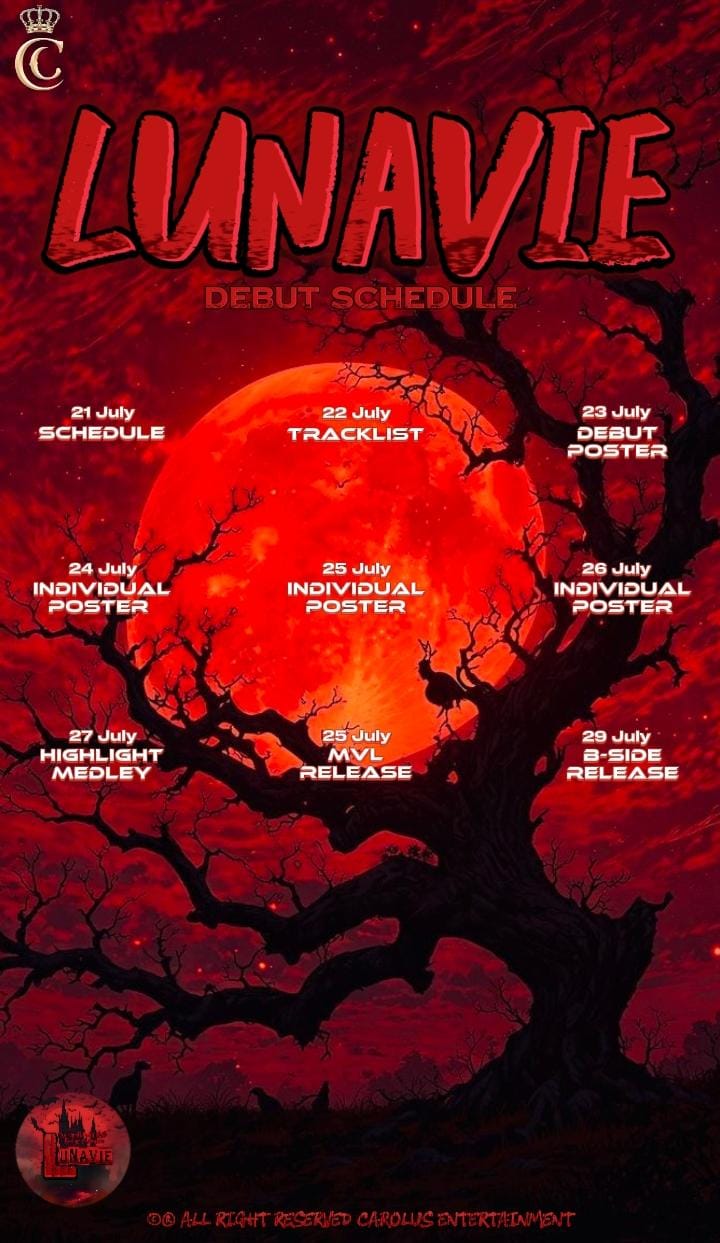 CC
LUNAVIE
DEBUT SCHEDULE
21 July
SCHEDULE
22 July
TRACKLIST
23 July
DEBUT
POSTER
24 July
INDIVIDUAL
POSTER
25 July
INDIVIDUAL
POSTER
26 July
INDIVIDUAL
POSTER
27 July
HIGHLIGHT
MEDLEY
25 July
MVL
RELEASE
29 July
B-SIDE
RELEASE
LUNAVIE
©® ALL RIGHT RESERVED CAROLUS ENTERTAINMENT